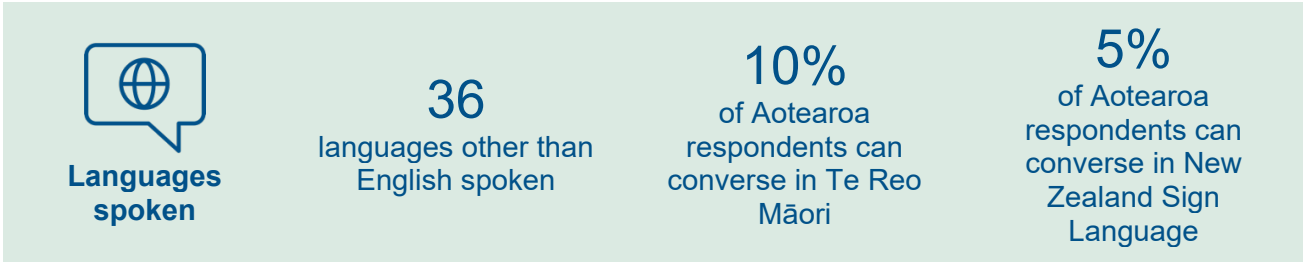 Languages
spoken
36
languages other than
English spoken
10%
of Aotearoa
respondents can
converse in Te Reo
Māori
5%
of Aotearoa
respondents can
converse in New
Zealand Sign
Language